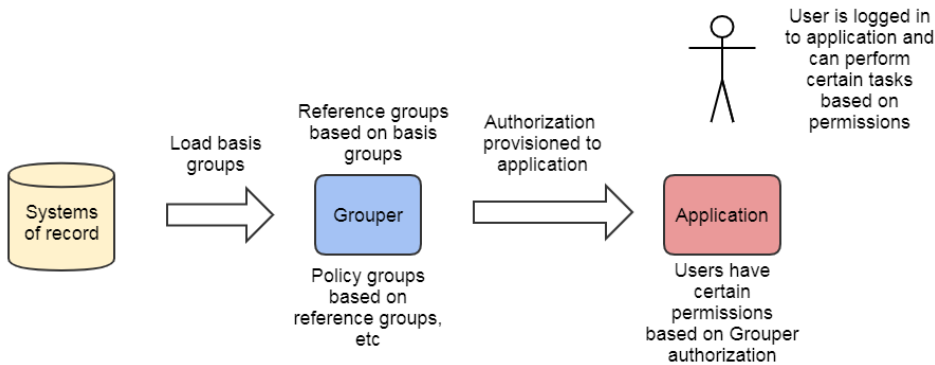 User is logged in
to application and
can perform
certain tasks
based on
permissions
Reference groups
based on basis
groups
Load basis
groups
Authorization
provisioned to
application
Systems
of record
Grouper
Application
Policy groups
based on
reference groups,
etc
Users have
certain
permissions
based on Grouper
authorization